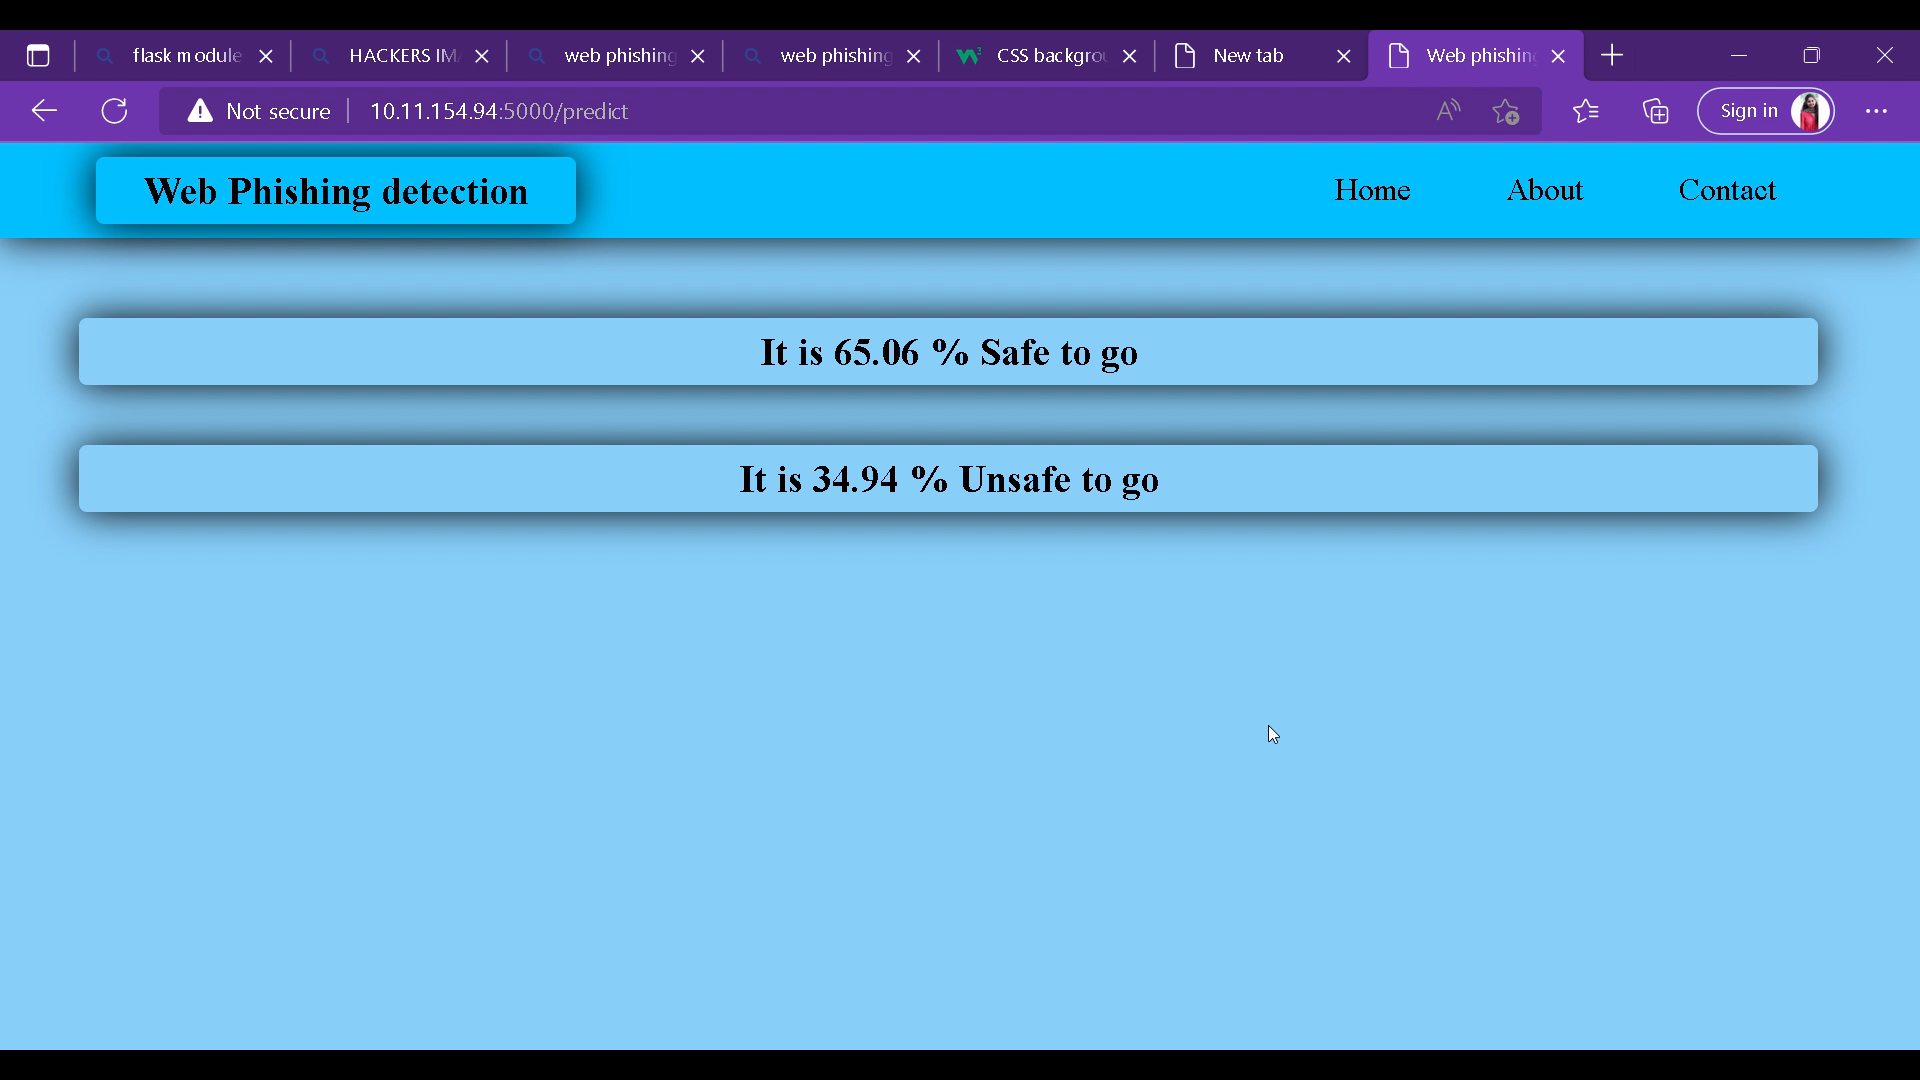 flask module
HACKERS IM
web phishing
web phishing
CSS backgrou
New tab
Web phishin
Not secure
10.11.154.94:5000/predict
Sign in
Web Phishing detection
Home
About
Contact
It is 65.06 % Safe to go
It is 34.94 % Unsafe to go